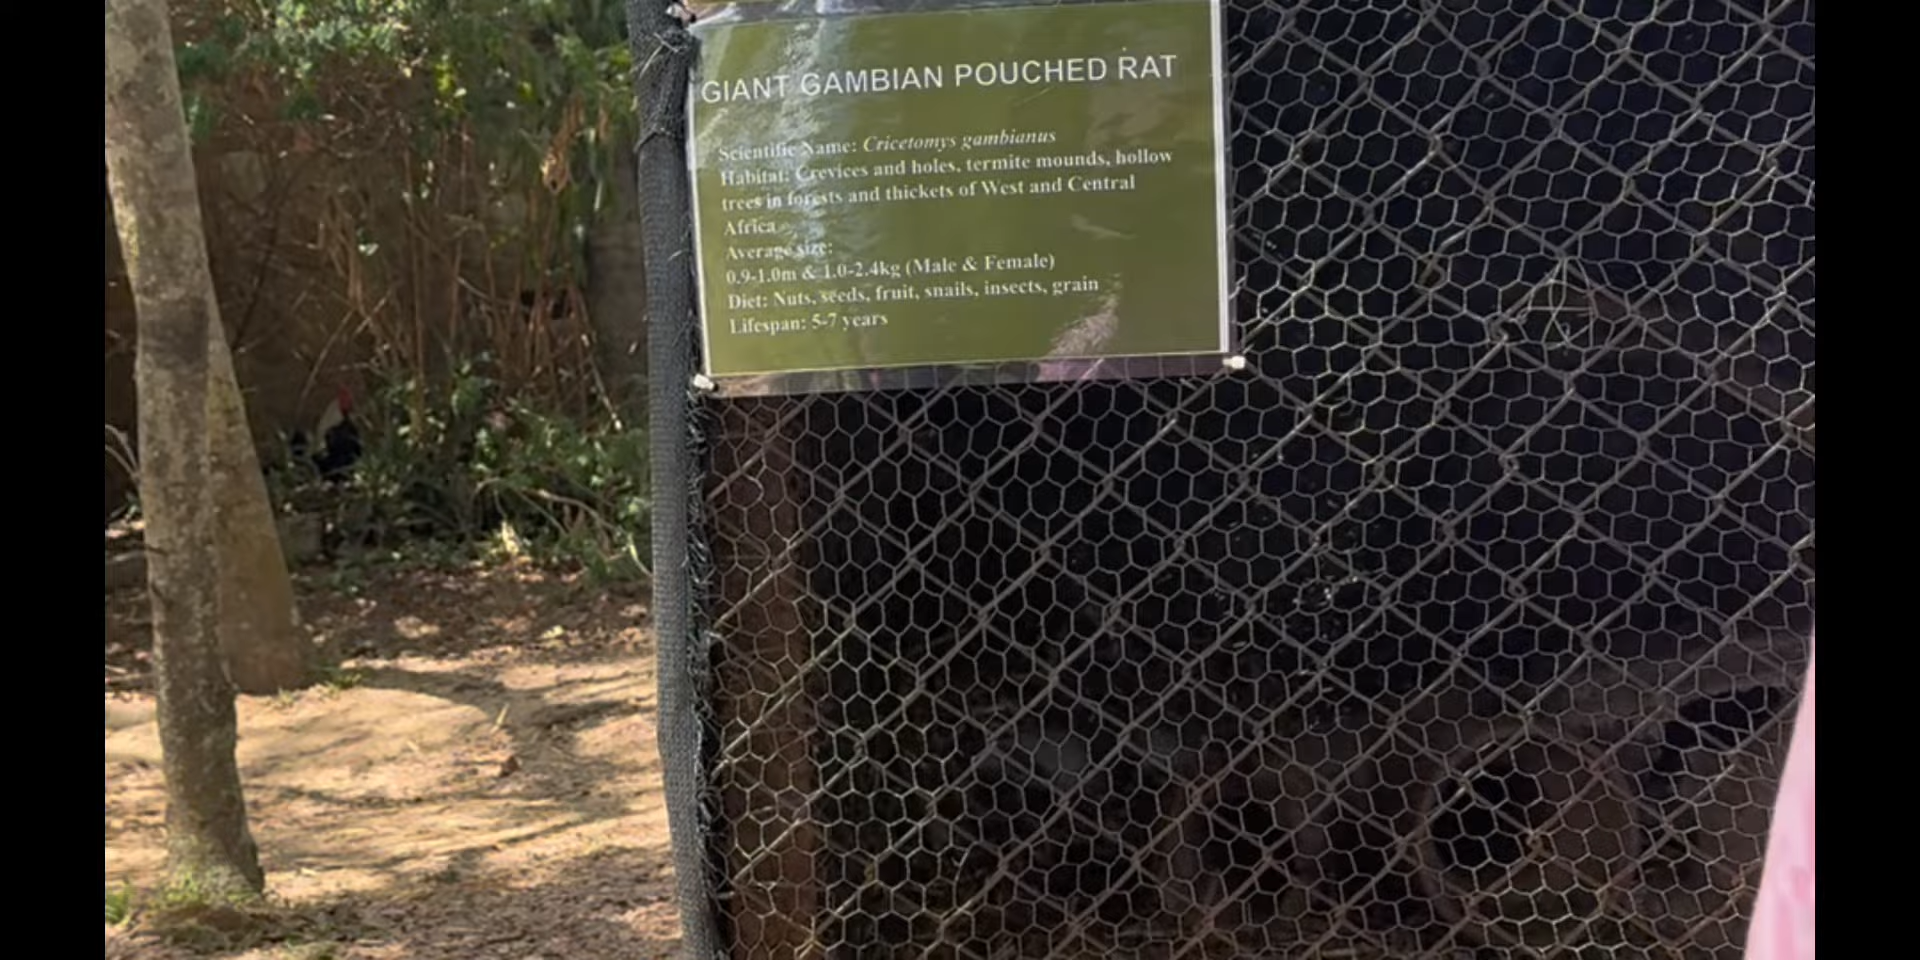 GIANT GAMBIAN POUCHED RAT
Scientific Name: Cricetomys gambianus
Habitat: Crevices and holes, termite mounds, hollow
trees in forests and thickets of West and Central
Africa
Average size:
0.9-1.0m & 1.0-2.4kg (Male & Female)
Diet: Nuts, seeds, fruit, snails, insects, grain
Lifespan: 5-7 years